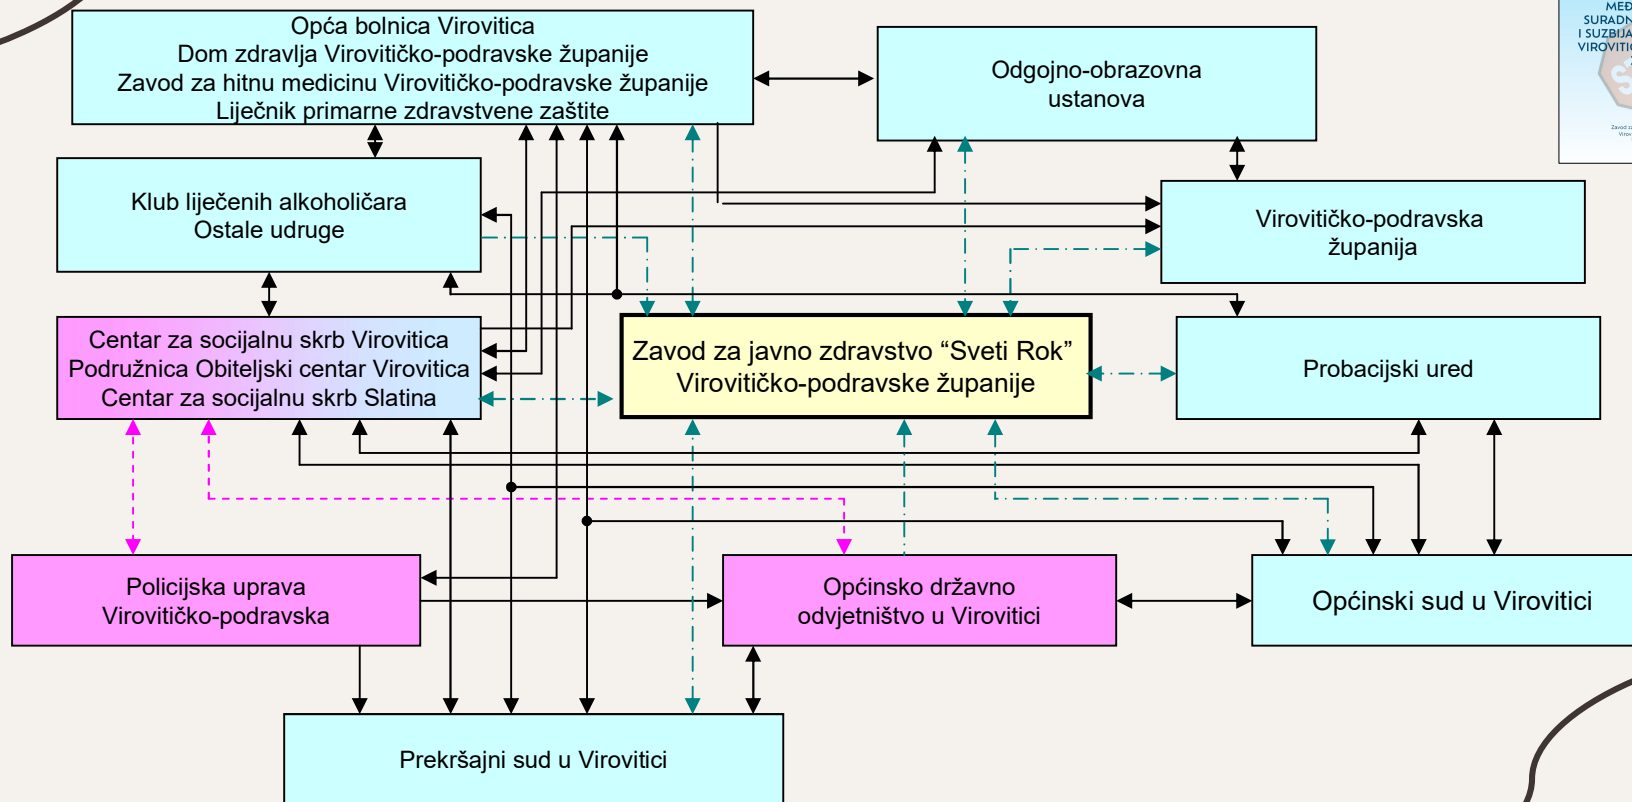 Opća bolnica Virovitica
Dom zdravlja Virovitičko-podravske županije
Zavod za hitnu medicinu Virovitičko-podravske županije
Liječnik primarne zdravstvene zaštite
Odgojno-obrazovna
ustanova
I SUZBIJA
Klub liječenih alkoholičara
Ostale udruge
Virovitičko-podravska
županija
Centar za socijalnu skrb Virovitica
Podružnica Obiteljski centar Virovitica
Centar za socijalnu skrb Slatina
Zavod za javno zdravstvo “Sveti Rok”
Virovitičko-podravske županije
Probacijski ured
Policijska uprava
Virovitičko-podravska
Općinsko državno
odvjetništvo u Virovitici
Općinski sud u Virovitici
Prekršajni sud u Virovitici